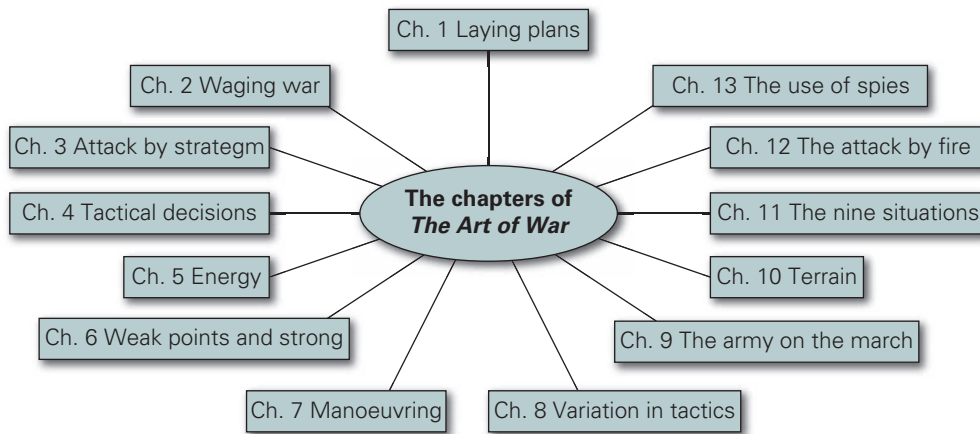 Ch. 1 Laying plans
Ch. 2 Waging war
Ch. 13 The use of spies
Ch. 3 Attack by strategm
Ch. 12 The attack by fire
The chapters of
The Art of War
Ch. 4 Tactical decisions
Ch. 11 The nine situations
Ch. 5 Energy
Ch. 10 Terrain
Ch. 6 Weak points and strong
Ch. 9 The army on the march
Ch. 7 Manoeuvring
Ch. 8 Variation in tactics